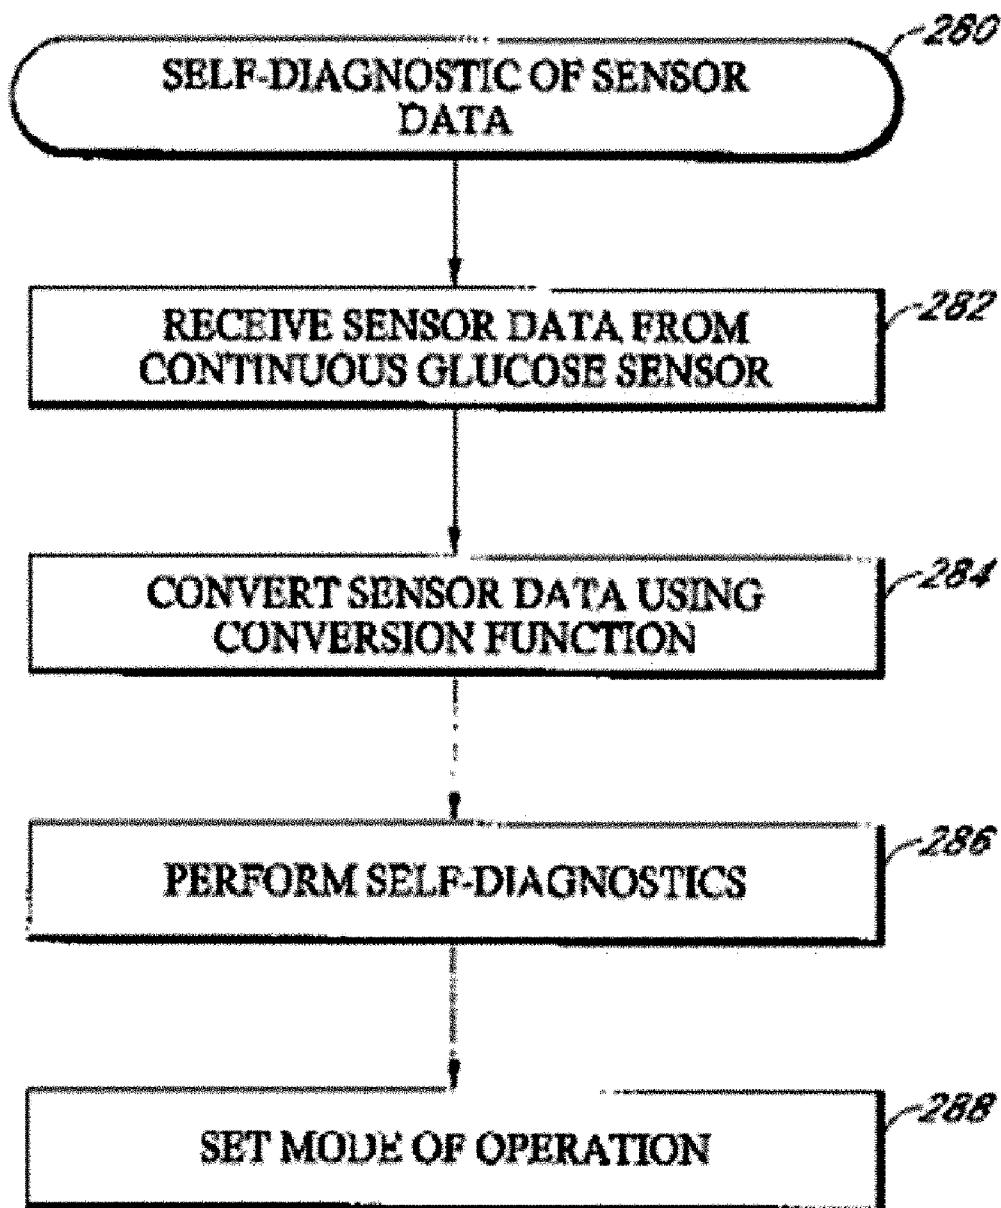 280
SELF-DIAGNOSTIC OF SENSOR
DATA
282
RECEIVE SENSOR DATA FROM
CONTINUOUS GLUCOSE SENSOR
284
CONVERT SENSOR DATA USING
CONVERSION FUNCTION
286
PERFORM SELF-DIAGNOSTICS
288
SET MODE OF OPERATION